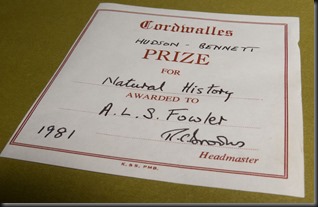 Cordwalles
HUDSON - BENNETT
PRIZE
FOR
Natural History
AWARDED TO
A. L. S. Fowler
1981
Headmaster